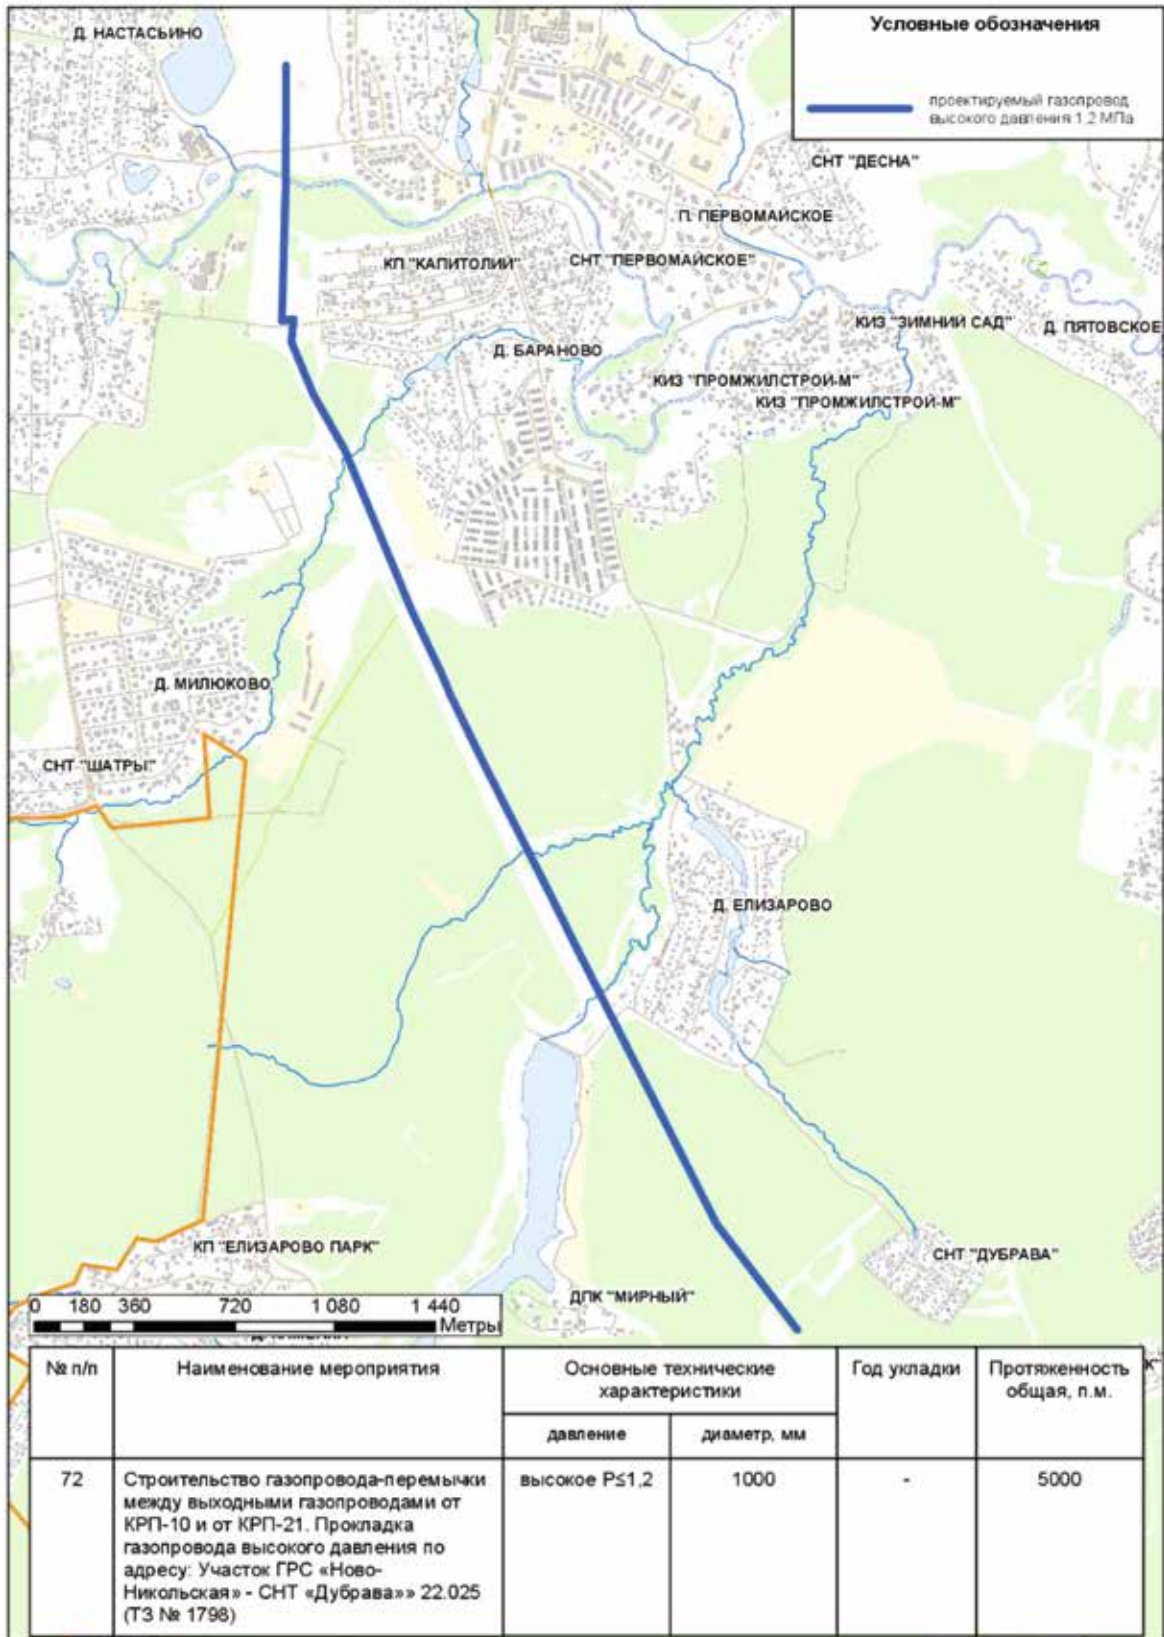 Условные обозначения
проектируемый газопровод
высокого давления 1,2 МПа
Д. НАСТАСЬИНО
СНТ "ДЕСНА"
П. ПЕРВОМАЙСКОЕ
КП "КАПИТОЛИЙ"
СНТ "ПЕРВОМАЙСКОЕ"
КИЗ "ЗИМНИЙ САД"
Д. ПЯТОВСКОЕ
Д. БАРАНОВО
КИЗ "ПРОМЖИЛСТРОЙ-М"
КИЗ "ПРОМЖИЛСТРОЙ-М"
Д. МИЛЮКОВО
СНТ "ШАТРЫ"
Д. ЕЛИЗАРОВО
КП "ЕЛИЗАРОВО ПАРК"
СНТ "ДУБРАВА"
ДПК "МИРНЫЙ"
0 180 360 720 1 080 1 440
Метры
№ п/п Наименование мероприятия Основные технические характеристики Год укладки Протяженность
общая, п.м.
давление диаметр, мм
72 Строительство газопровода-перемычки высокое P≤1,2 1000 - 5000
между выходными газопроводами от
КРП-10 и от КРП-21. Прокладка
газопровода высокого давления по
адресу: Участок ГРС «Ново-
Никольская» - СНТ «Дубрава»» 22.025
(ТЗ № 1798)